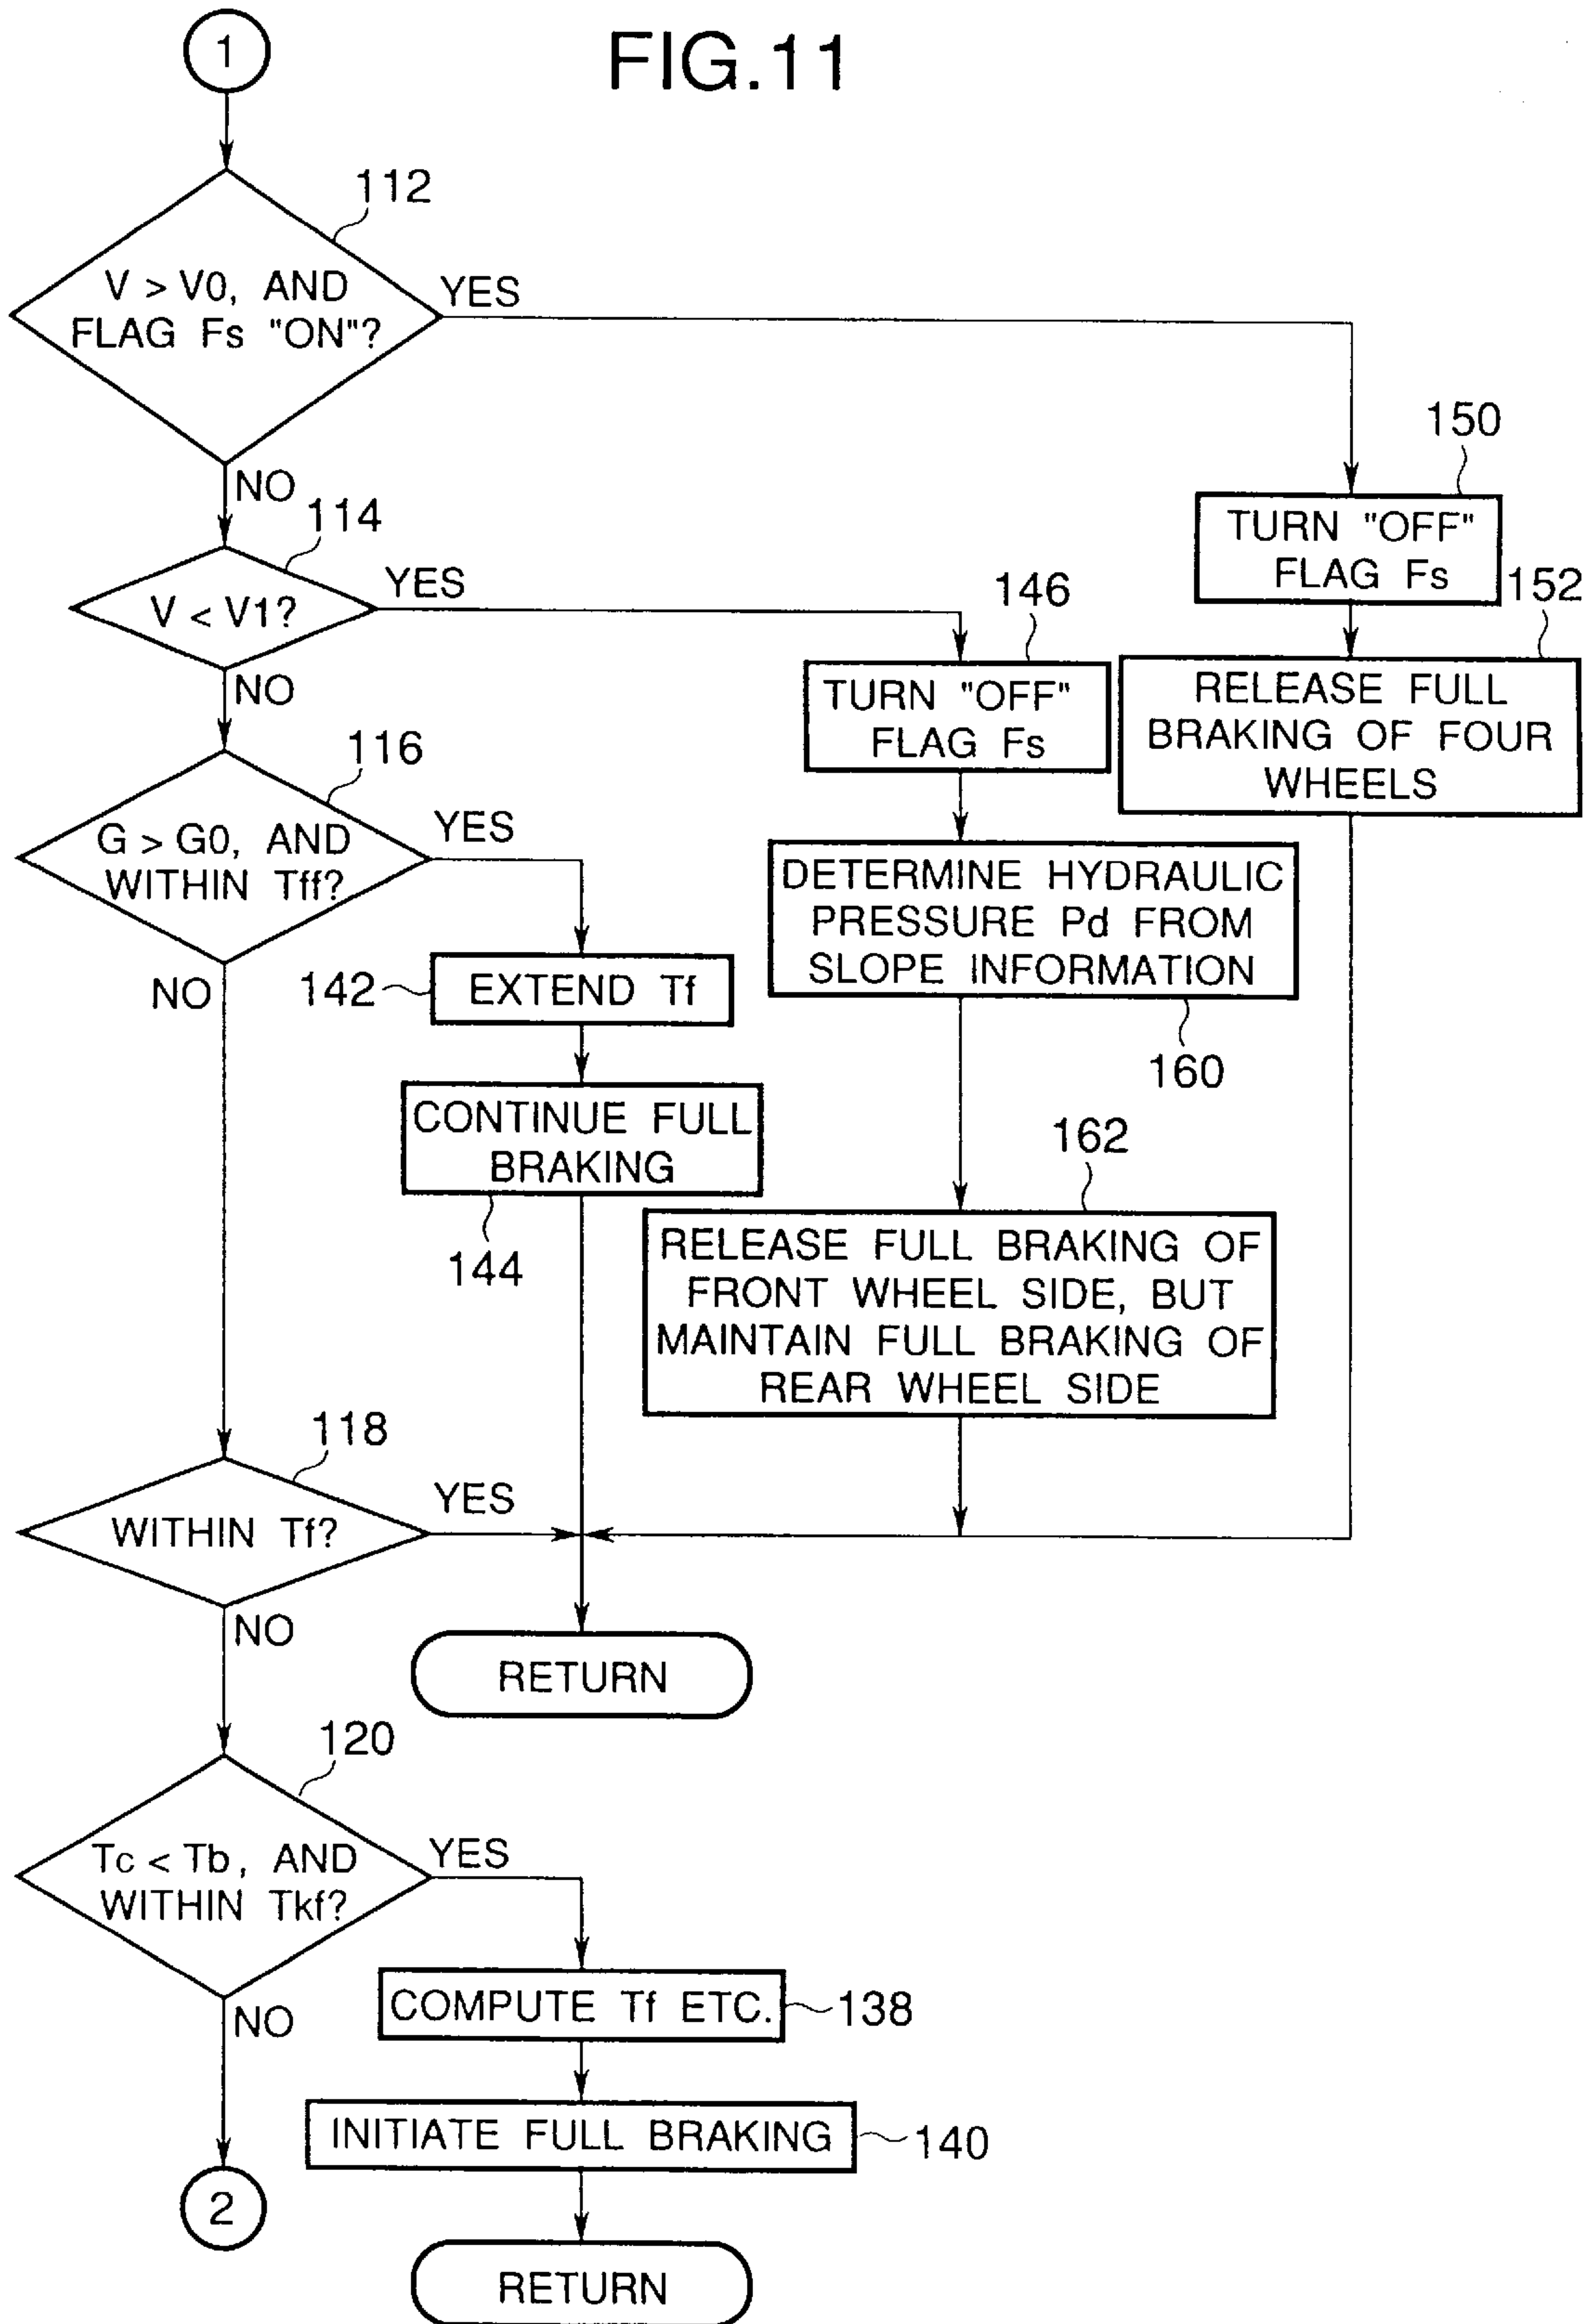 FIG.11
1
112
V > V0, AND
FLAG Fs "ON"?
YES
NO
150
TURN "OFF"
FLAG Fs
152
RELEASE FULL
BRAKING OF FOUR
WHEELS
114
V < V1?
YES
NO
146
TURN "OFF"
FLAG Fs
DETERMINE HYDRAULIC
PRESSURE Pd FROM
SLOPE INFORMATION
160
162
RELEASE FULL BRAKING OF
FRONT WHEEL SIDE, BUT
MAINTAIN FULL BRAKING OF
REAR WHEEL SIDE
116
G > G0, AND
WITHIN Tff?
YES
NO
142
EXTEND Tf
CONTINUE FULL
BRAKING
144
118
WITHIN Tf?
YES
NO
RETURN
120
Tc < Tb, AND
WITHIN Tkf?
YES
NO
COMPUTE Tf ETC.
138
INITIATE FULL BRAKING
140
2
RETURN